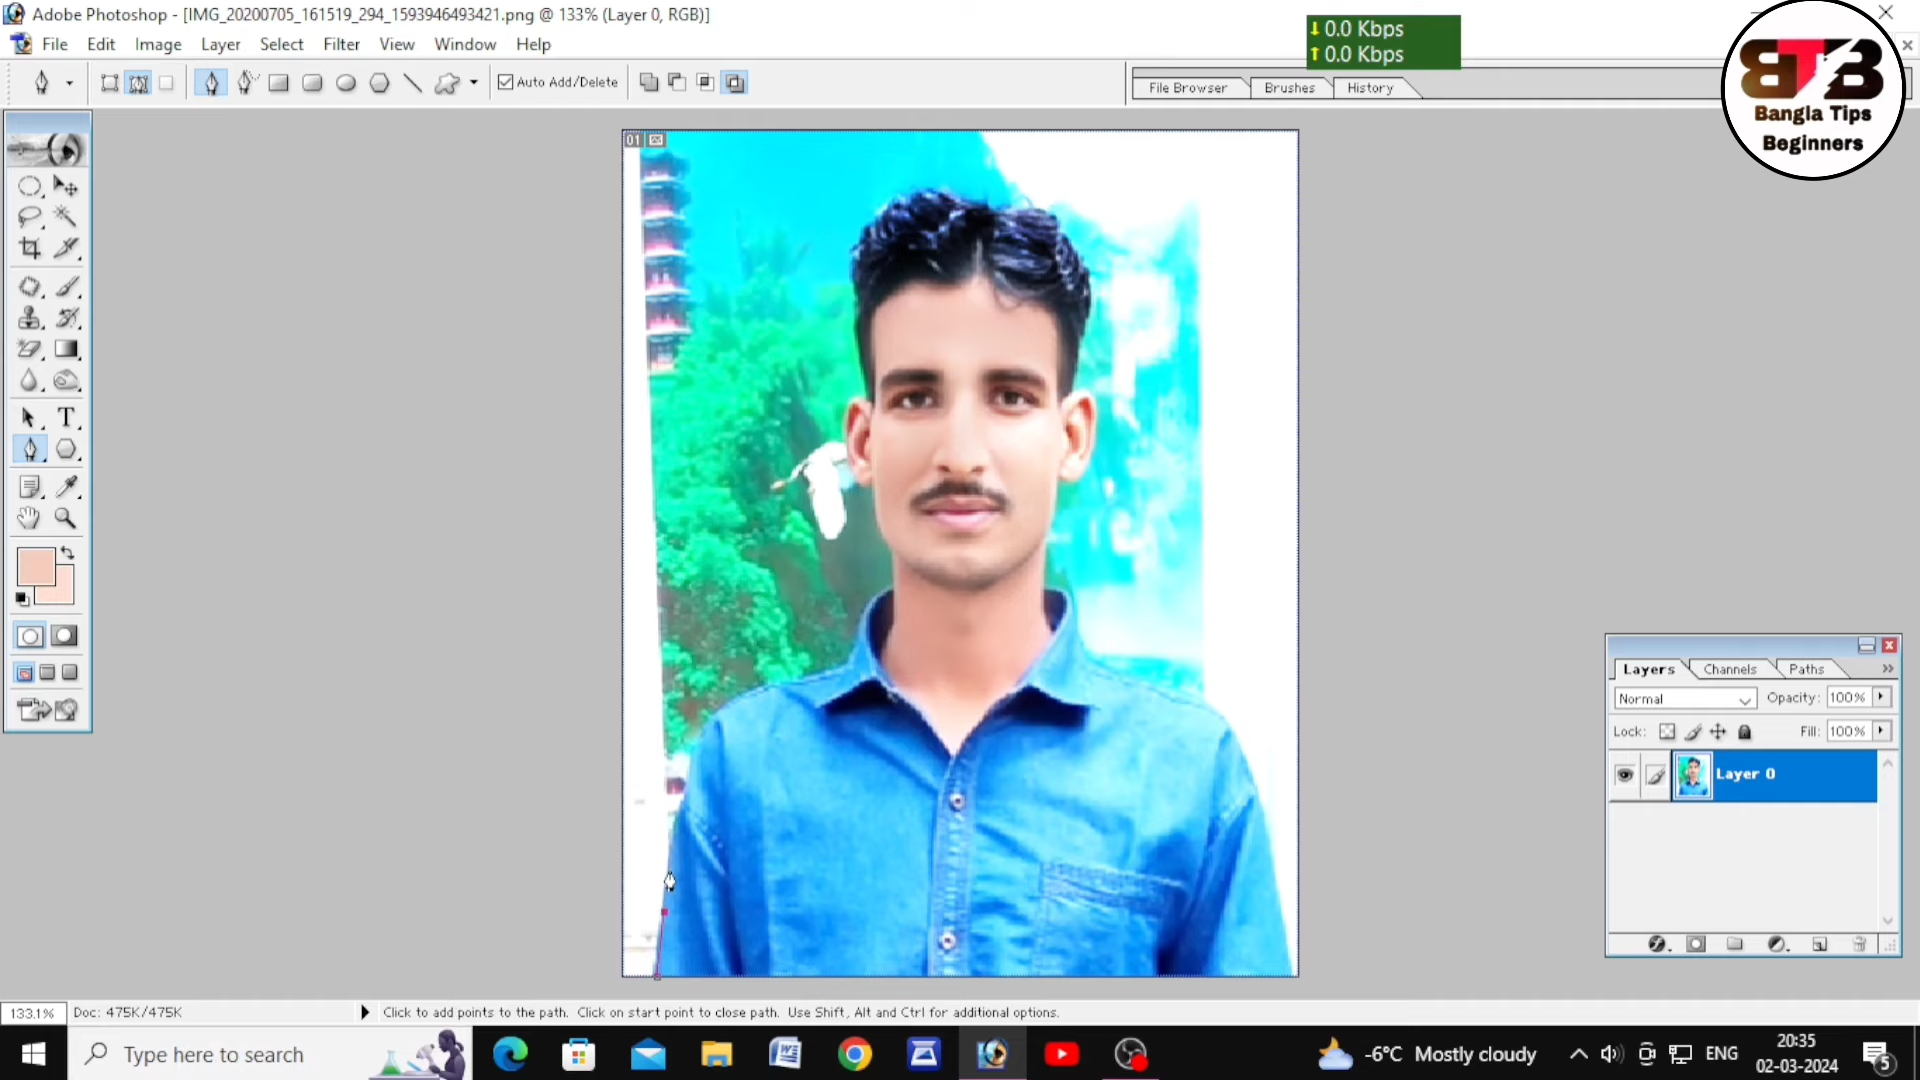 Adobe Photoshop - [IMG_20200705_161519_294_1593946493421.png @ 133% (Layer 0, RGB)]
0.0 Kbps
0.0 Kbps
File Edit Image Layer Select Filter View Window Help
Auto Add/Delete
File Browser Brushes History
BTB
Bangla Tips
Beginners
01
T
Layers Channels Paths
Normal Opacity: 100%
Lock: Fill: 100%
Layer 0
133.1% Doc: 475K/475K Click to add points to the path. Click on start point to close path. Use Shift, Alt and Ctrl for additional options.
Type here to search
-6°C Mostly cloudy ENG
20:35
02-03-2024
5